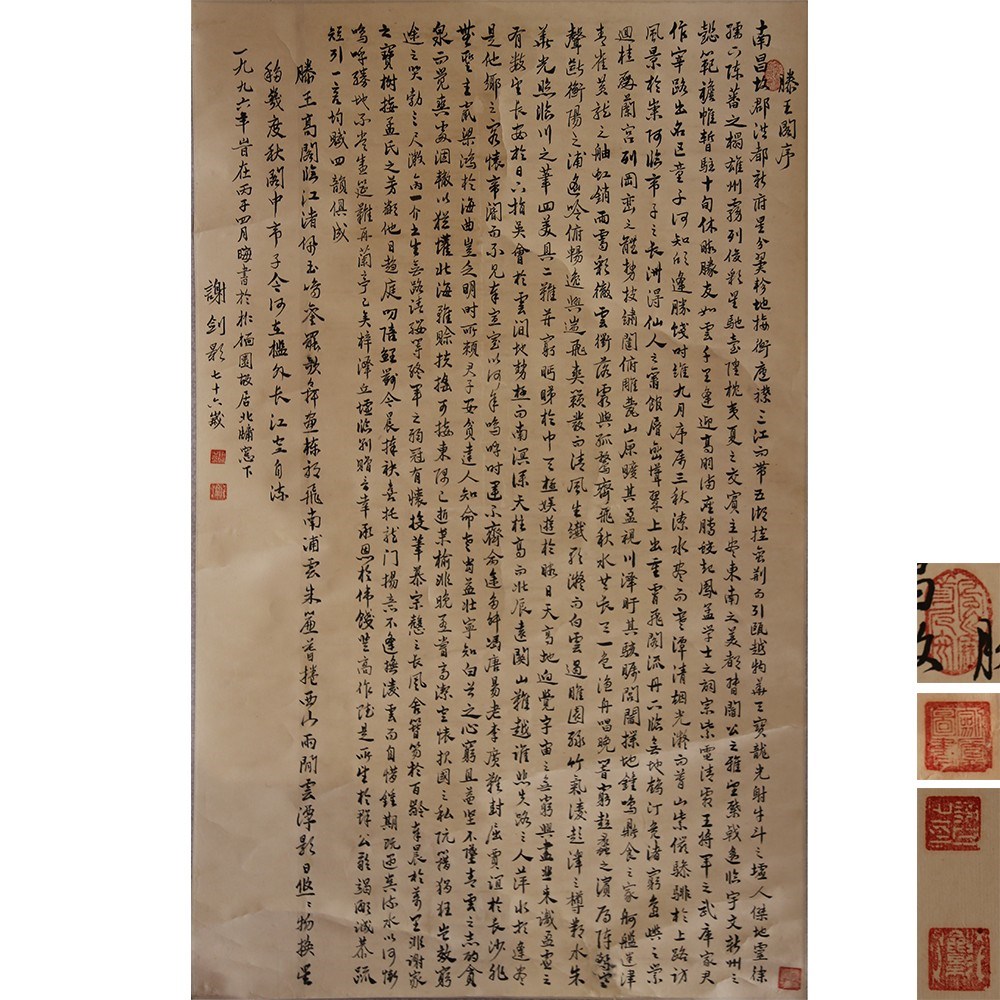 滕王閣序
南昌故郡洪都新府星分翼軫地接衡廬襟三江而帶五湖控蠻荊而引甌越物華天寶龍光射牛斗之墟人傑地靈徐
孺下陳蕃之榻雄州霧列俊彩星馳臺隍枕夷夏之交賓主盡東南之美都督閻公之雅望棨戟遙臨宇文新州之
懿範襜帷暫駐十旬休暇勝友如雲千里逢迎高朋滿座騰蛟起鳳孟學士之詞宗紫電清霜王將軍之武庫家君
作宰路出名區童子何知躬逢勝餞時維九月序屬三秋潦水盡而寒潭清烟光凝而暮山紫儼驂騑於上路訪
風景於崇阿臨帝子之長洲得仙人之舊館層巒聳翠上出重霄飛閣流丹下臨無地鶴汀鳧渚窮島嶼之縈
迴桂殿蘭宮列岡巒之體勢披繡闥俯雕甍山原曠其盈視川澤盱其駭矚閭閻撲地鐘鳴鼎食之家舸艦迷津
青雀黃龍之舳虹銷雨霽彩徹雲衢落霞與孤鶩齊飛秋水共長天一色漁舟唱晚響窮彭蠡之濱雁陣驚寒
聲斷衡陽之浦遙吟俯暢逸興遄飛爽籟發而清風生纖歌凝而白雲遏睢園綠竹氣凌彭澤之樽鄴水朱
華光照臨川之筆四美具二難并窮睇眄於中天極娛遊於暇日天高地迥覺宇宙之無窮興盡悲來識盈虛之
有數望長安於日下指吳會於雲間地勢極而南溟深天柱高而北辰遠關山難越誰悲失路之人萍水相逢盡
是他鄉之客懷帝閽而不見奉宣室以何年嗚呼時運不齊命途多舛馮唐易老李廣難封屈賈誼於長沙非
無聖主竄梁鴻於海曲豈乏明時所賴君子安貧達人知命老當益壯寧知白首之心窮且益堅不墜青雲之志酌貪
泉而覺爽處涸轍以猶懽北海雖賒扶搖可接東隅已逝桑榆非晚孟嘗高潔空懷報國之私阮籍猖狂豈效窮
途之哭勃三尺微命一介書生無路請纓等終軍之弱冠有懷投筆慕宗愨之長風舍簪笏於百齡奉晨昏於萬里非謝家
之寶樹接孟氏之芳鄰他日趨庭叨陪鯉對今晨捧袂喜托龍門楊意不逢撫凌雲而自惜鍾期既遇奏流水以何慚
嗚呼勝地不常盛筵難再蘭亭已矣梓澤丘墟臨別贈言幸承恩於偉餞登高作賦是所望於群公敢竭鄙誠恭疏
短引一言均賦四韻俱成
滕王高閣臨江渚佩玉鳴鑾罷歌舞畫棟朝飛南浦雲朱簾暮捲西山雨閒雲潭影日悠悠物換星
移幾度秋閣中帝子今何在檻外長江空自流
一九九六年歲在丙子四月晦書於栖園故居北牖窗下
謝劍影七十六歲